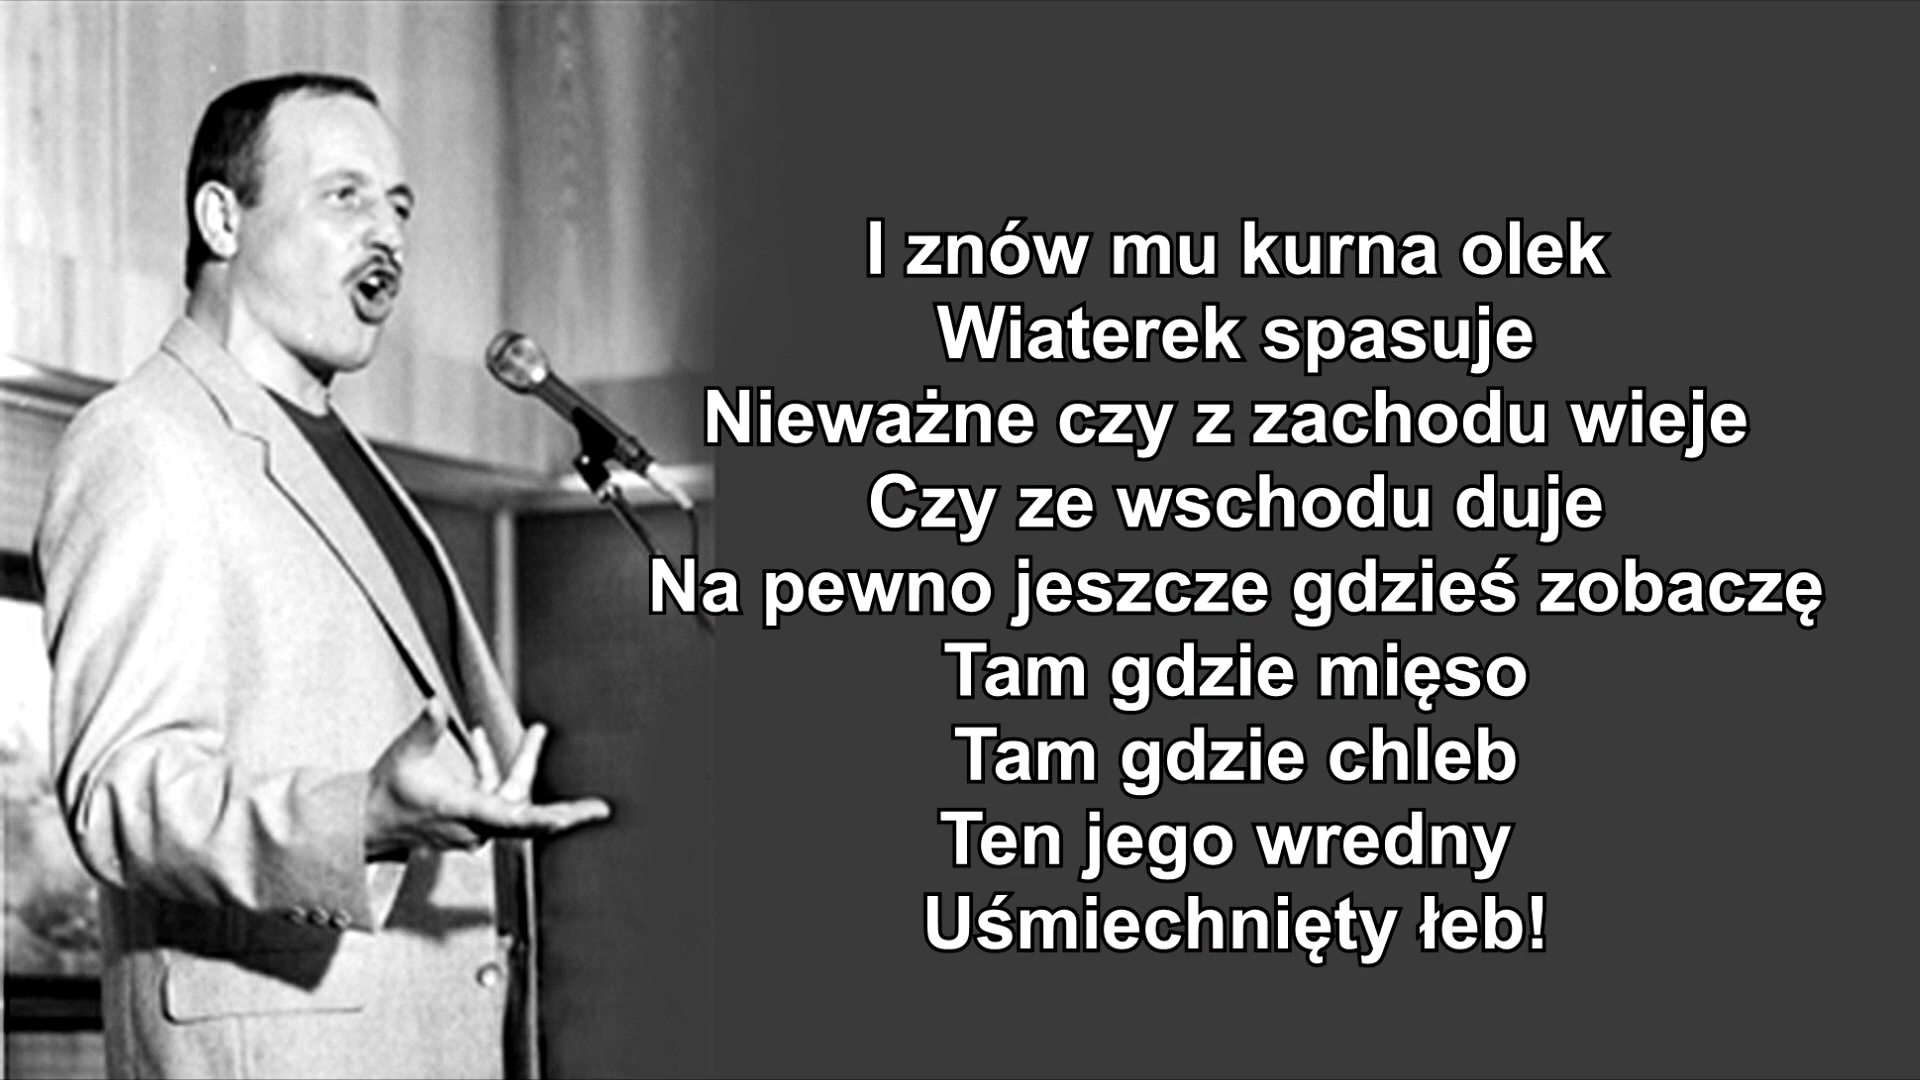 I znów mu kurna olek
Wiaterek spasuje
Nieważne czy z zachodu wieje
Czy ze wschodu duje
Na pewno jeszcze gdzieś zobaczę
Tam gdzie mięso
Tam gdzie chleb
Ten jego wredny
Uśmiechnięty łeb!